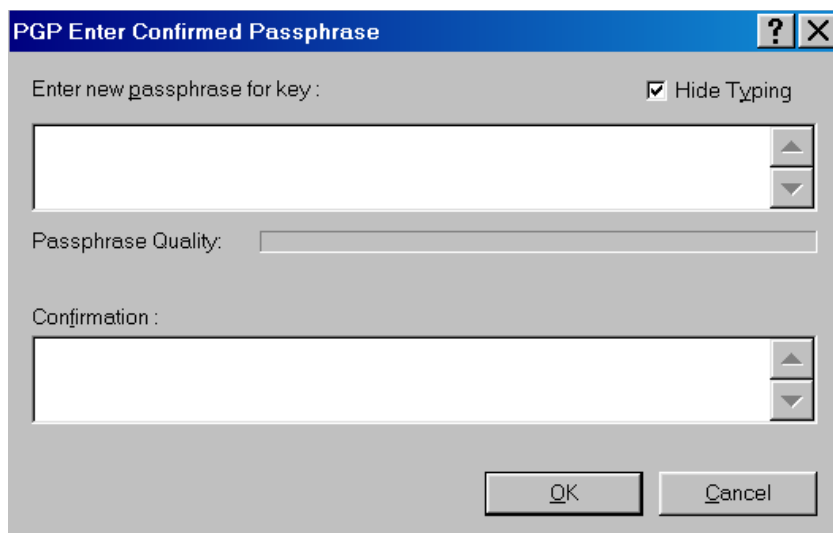 PGP Enter Confirmed Passphrase ?
Enter new passphrase for key : Hide Typing
Passphrase Quality:
Confirmation :
OK Cancel